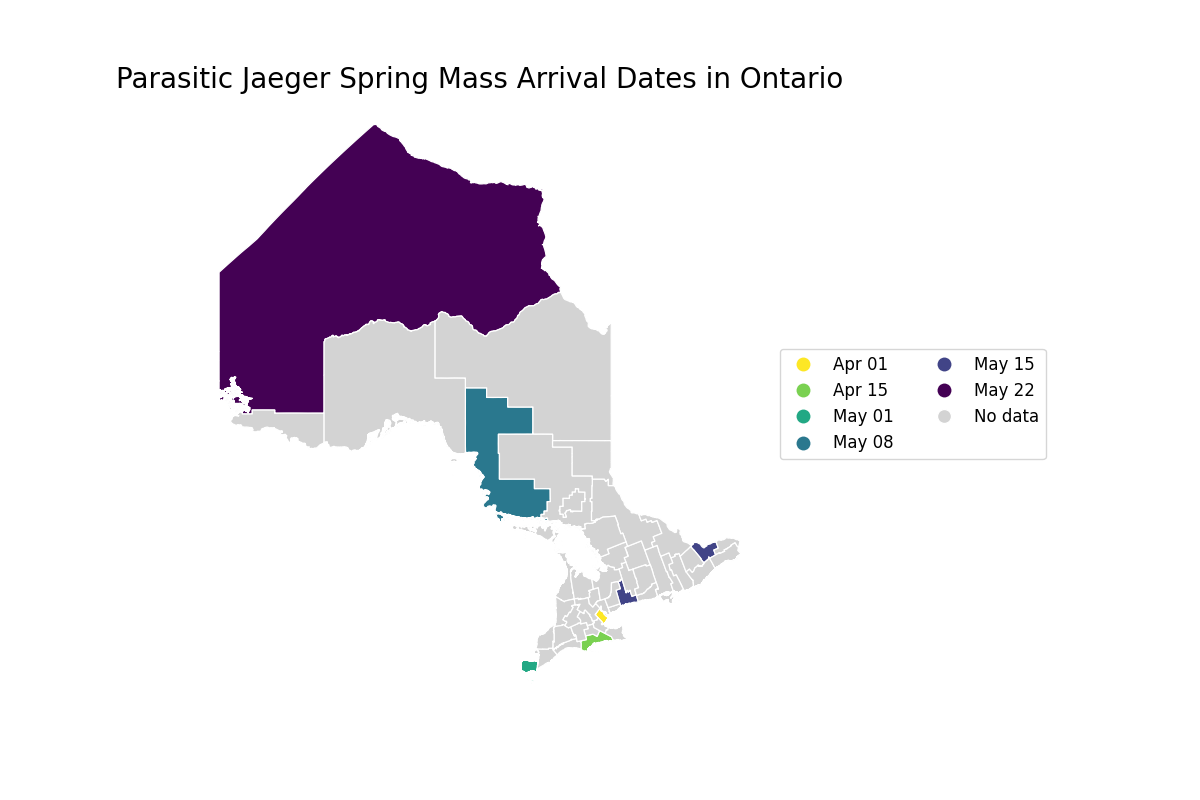 Parasitic Jaeger Spring Mass Arrival Dates in Ontario
Apr 01
Apr 15
May 01
May 08
May 15
May 22
No data